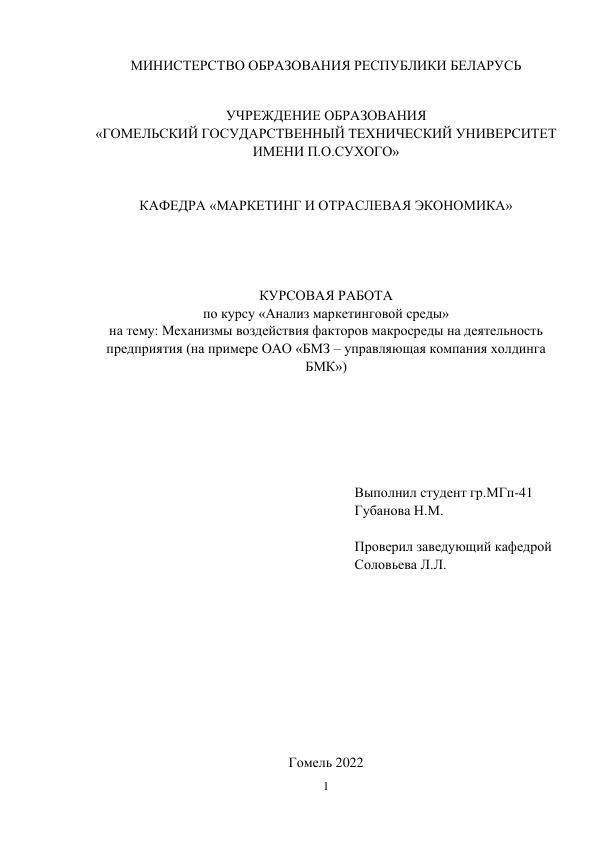 МИНИСТЕРСТВО ОБРАЗОВАНИЯ РЕСПУБЛИКИ БЕЛАРУСЬ
УЧРЕЖДЕНИЕ ОБРАЗОВАНИЯ
«ГОМЕЛЬСКИЙ ГОСУДАРСТВЕННЫЙ ТЕХНИЧЕСКИЙ УНИВЕРСИТЕТ
ИМЕНИ П.О.СУХОГО»
КАФЕДРА «МАРКЕТИНГ И ОТРАСЛЕВАЯ ЭКОНОМИКА»
КУРСОВАЯ РАБОТА
по курсу «Анализ маркетинговой среды»
на тему: Механизмы воздействия факторов макросреды на деятельность
предприятия (на примере ОАО «БМЗ – управляющая компания холдинга
БМК»)
Выполнил студент гр.МГп-41
Губанова Н.М.
Проверил заведующий кафедрой
Соловьева Л.Л.
Гомель 2022
1